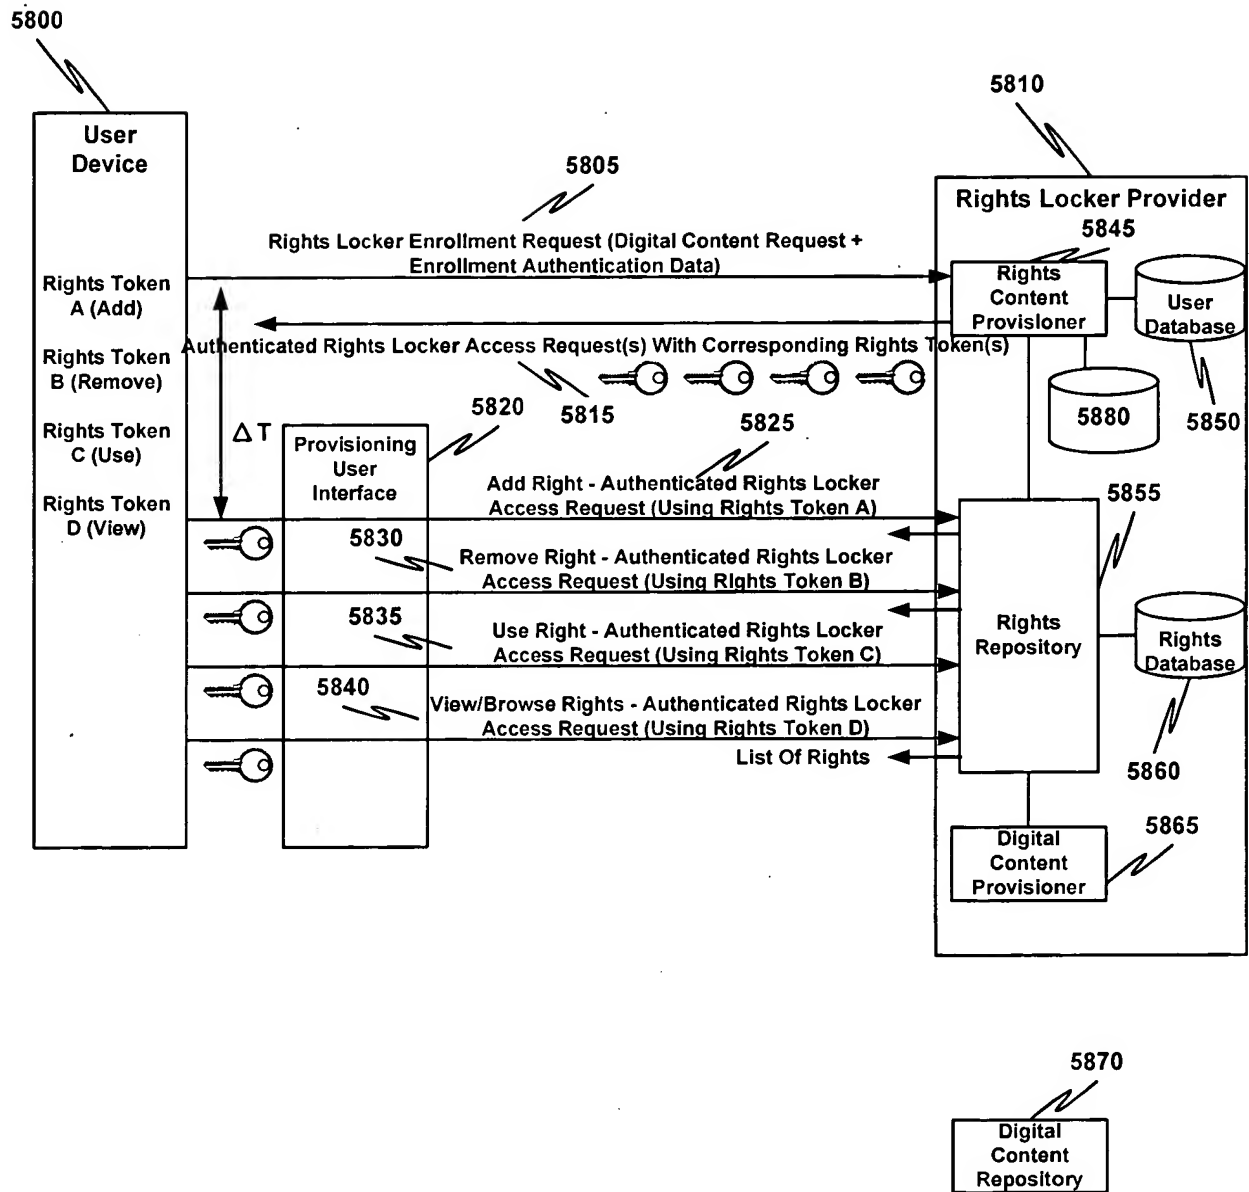 5800
5810
User
Device
5805
Rights Locker Provider
5845
Rights Locker Enrollment Request (Digital Content Request +
Enrollment Authentication Data)
Rights
Content
Provisioner
User
Database
Rights Token
A (Add)
Authenticated Rights Locker Access Request(s) With Corresponding Rights Token(s)
Rights Token
B (Remove)
5815
5820
5825
5880
5850
Rights Token
C (Use)
Δ T
Provisioning
User
Interface
Rights Token
D (View)
Add Right - Authenticated Rights Locker
Access Request (Using Rights Token A)
5855
5830
Remove Right - Authenticated Rights Locker
Access Request (Using Rights Token B)
5835
Use Right - Authenticated Rights Locker
Access Request (Using Rights Token C)
Rights
Repository
Rights
Database
5840
View/Browse Rights - Authenticated Rights Locker
Access Request (Using Rights Token D)
List Of Rights
5860
5865
Digital
Content
Provisioner
5870
Digital
Content
Repository